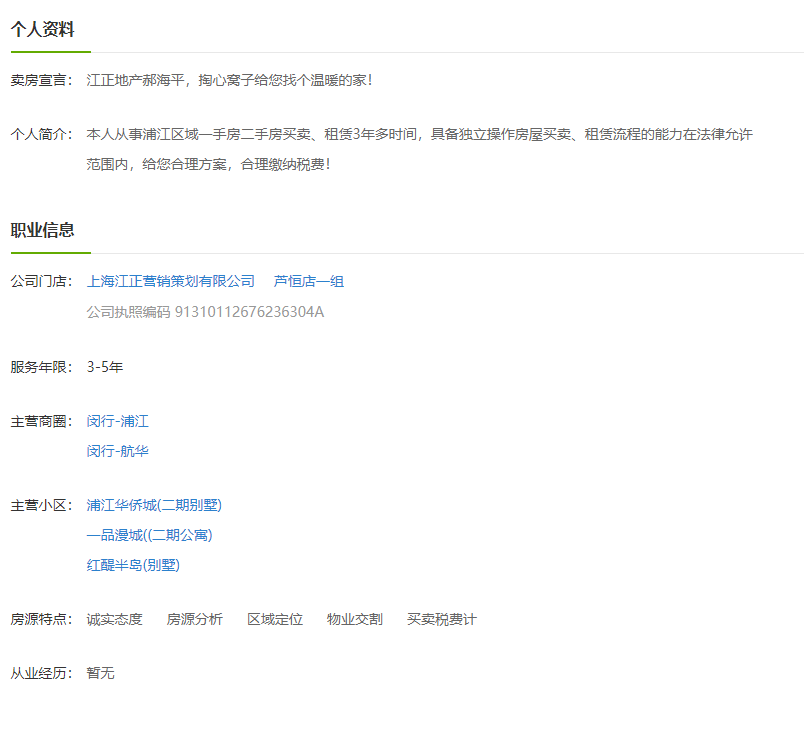 个人资料
卖房宣言： 江正地产郝海平，掏心窝子给您找个温暖的家！
个人简介： 本人从事浦江区域一手房二手房买卖、租赁3年多时间，具备独立操作房屋买卖、租赁流程的能力在法律允许
范围内，给您合理方案，合理缴纳税费！
职业信息
公司门店： 上海江正营销策划有限公司 芦恒店一组
公司执照编码 91310112676236304A
服务年限： 3-5年
主营商圈： 闵行-浦江
闵行-航华
主营小区： 浦江华侨城(二期别墅)
一品漫城((二期公寓)
红醍半岛(别墅)
房源特点： 诚实态度 房源分析 区域定位 物业交割 买卖税费计
从业经历： 暂无